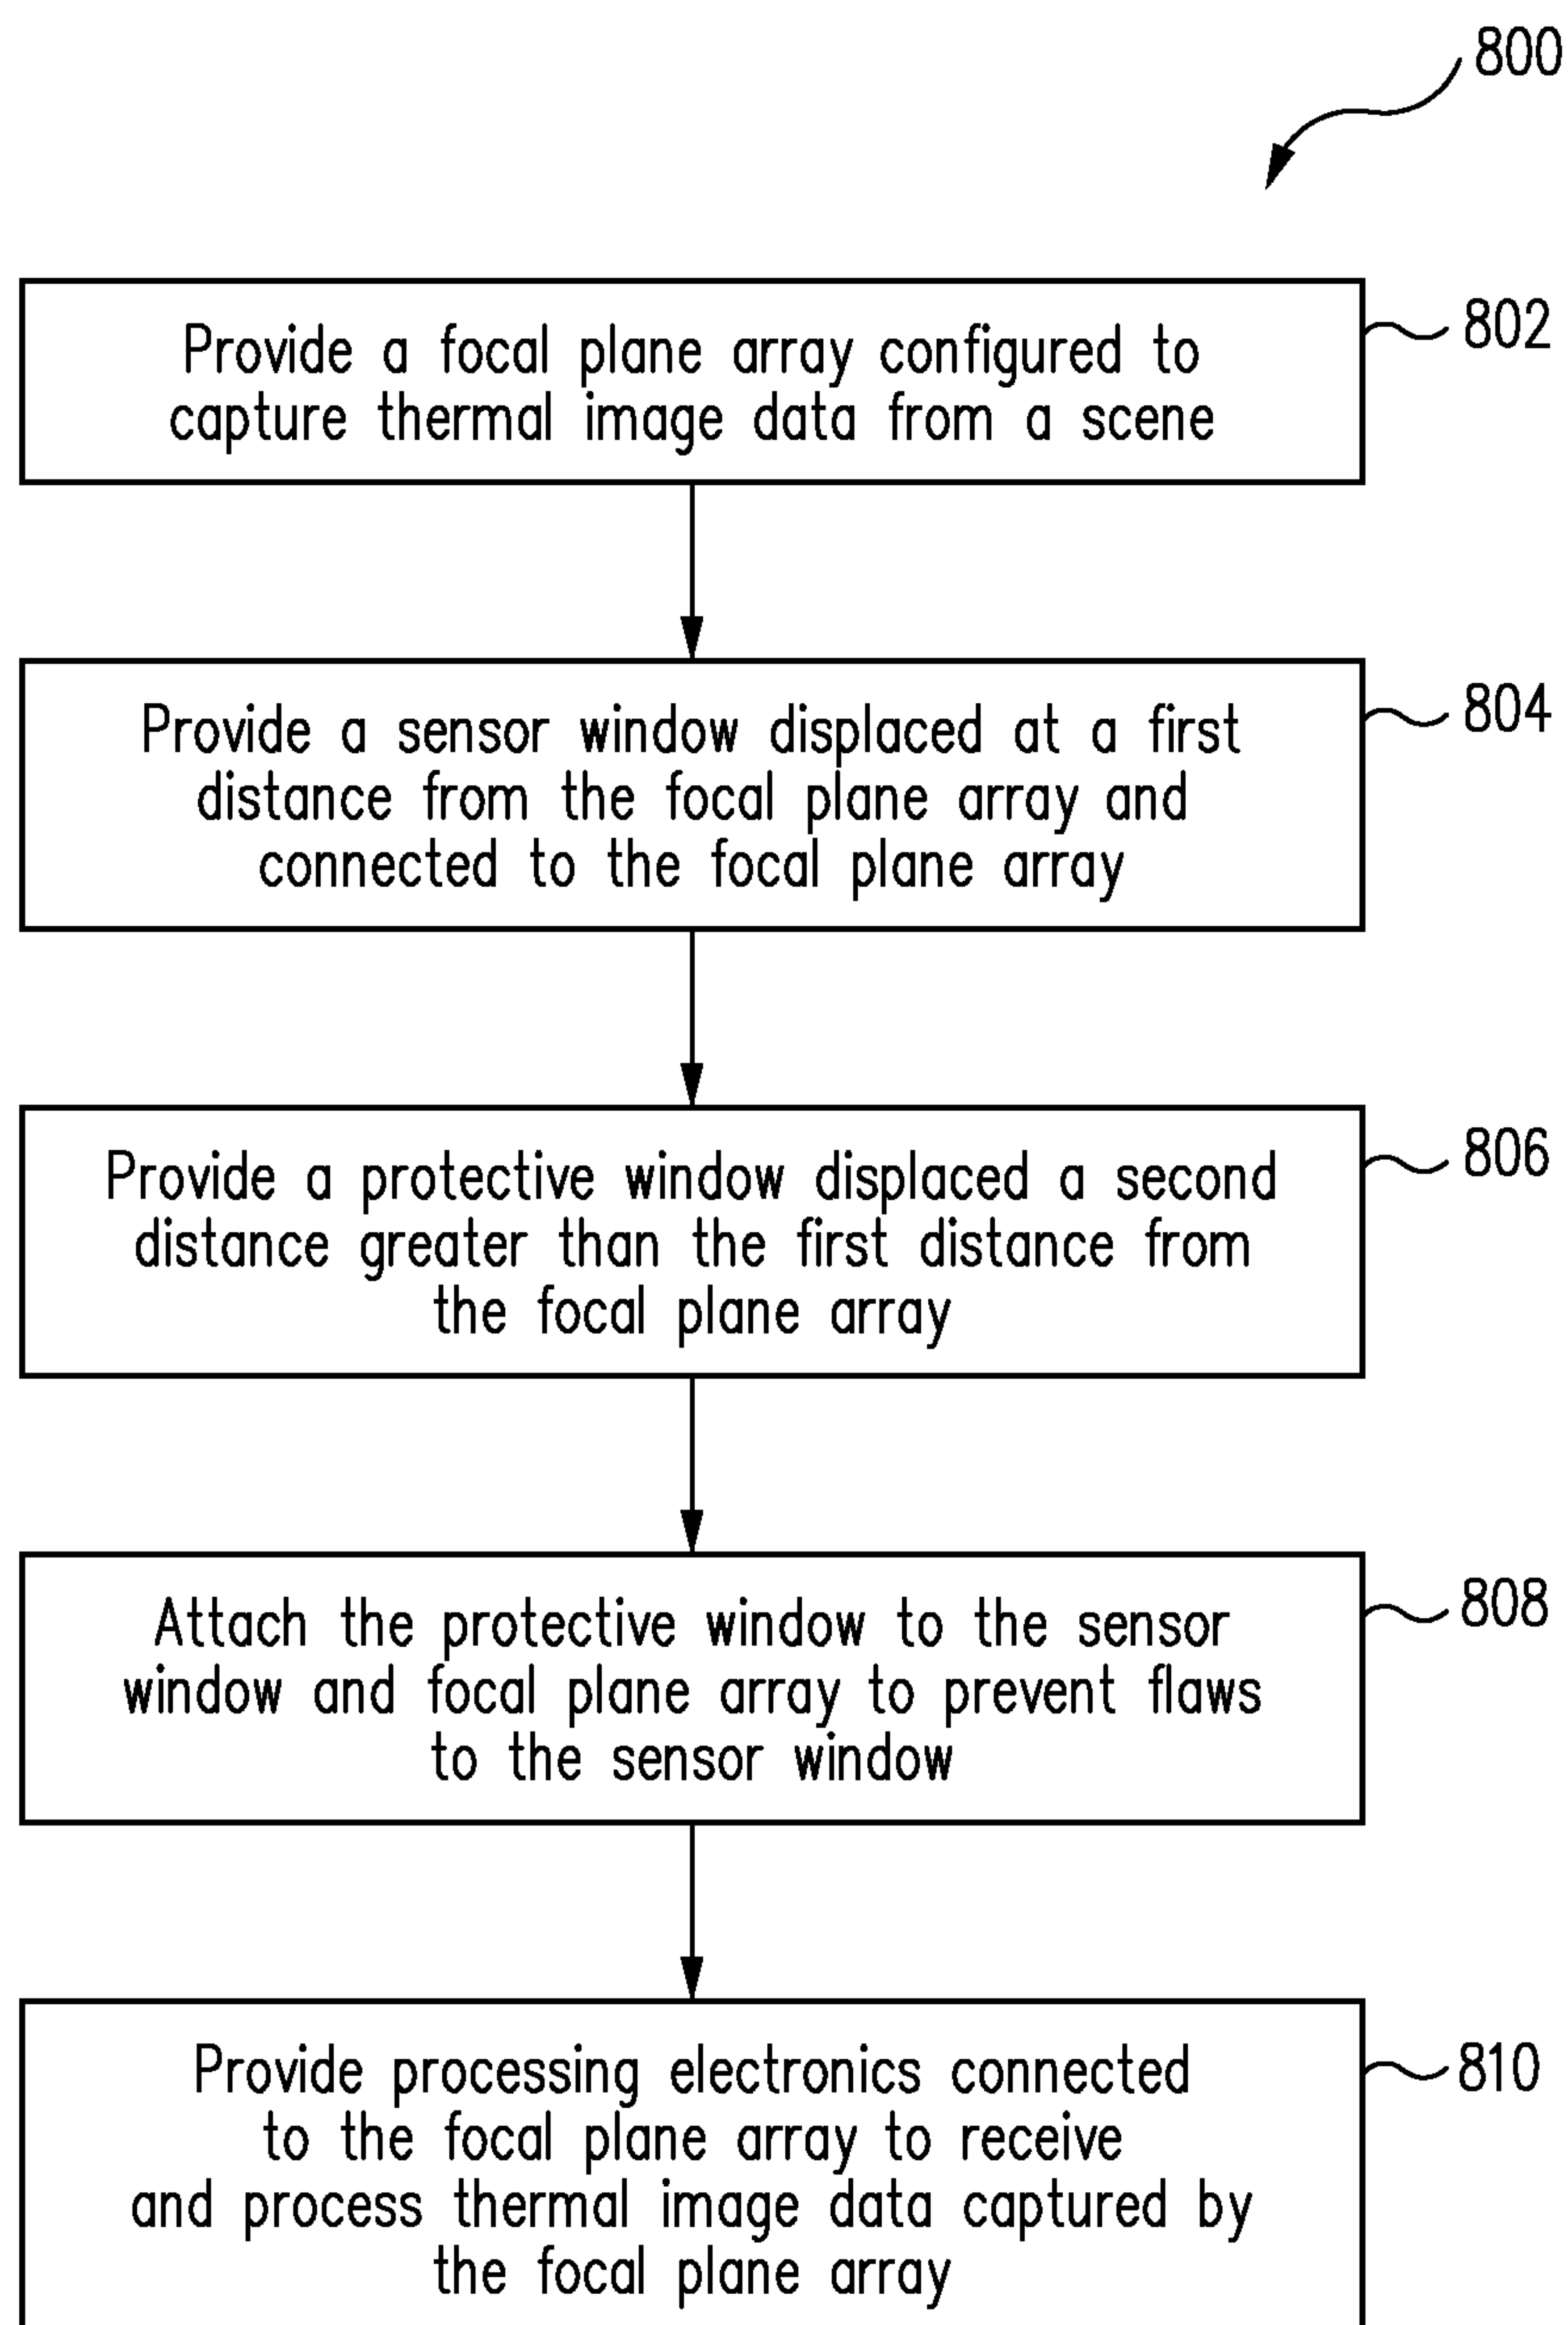 800
Provide a focal plane array configured to
capture thermal image data from a scene
802
Provide a sensor window displaced at a first
distance from the focal plane array and
connected to the focal plane array
804
Provide a protective window displaced a second
distance greater than the first distance from
the focal plane array
806
Attach the protective window to the sensor
window and focal plane array to prevent flaws
to the sensor window
808
Provide processing electronics connected
to the focal plane array to receive
and process thermal image data captured by
the focal plane array
810